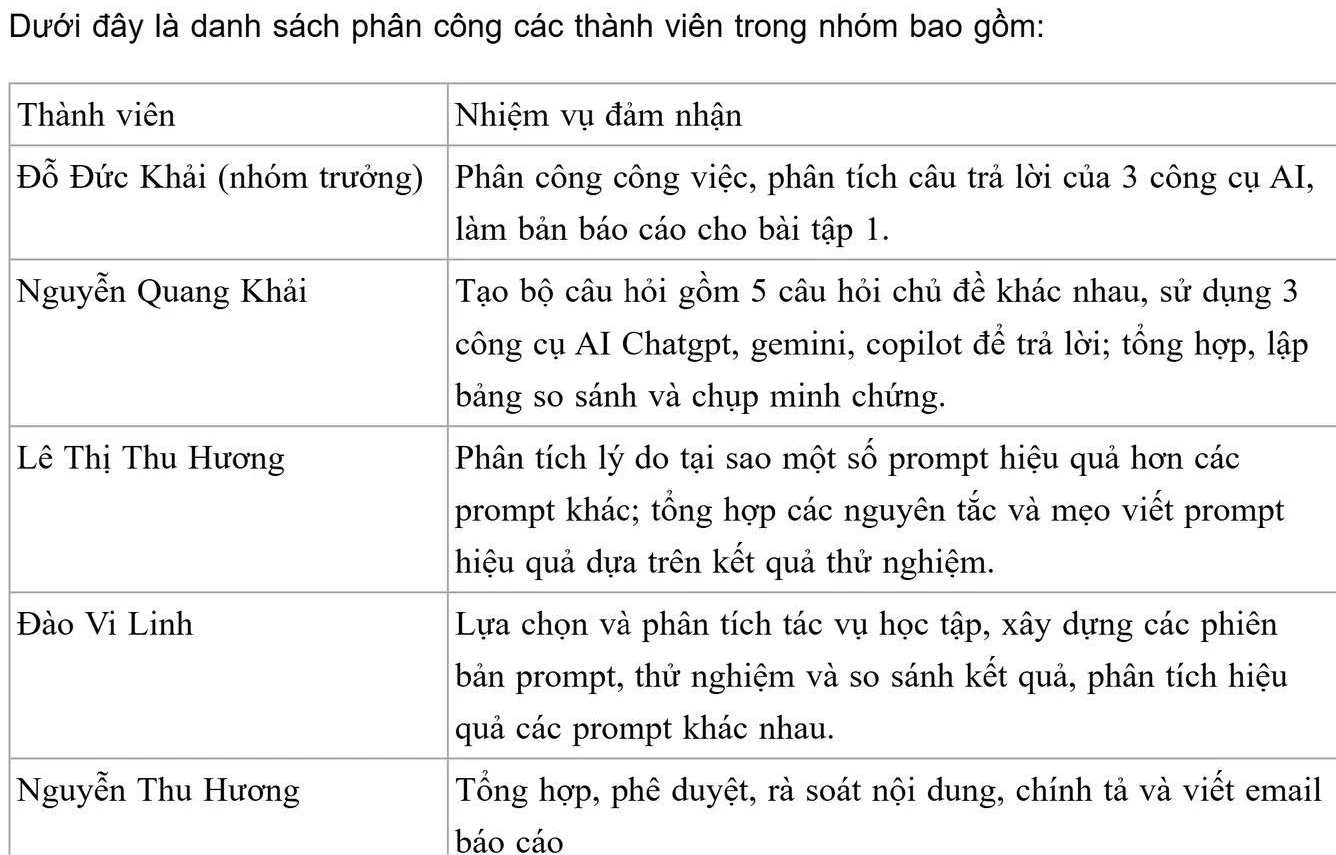 Dưới đây là danh sách phân công các thành viên trong nhóm bao gồm:
Thành viên
Nhiệm vụ đảm nhận
Đỗ Đức Khải (nhóm trưởng)
Phân công công việc, phân tích câu trả lời của 3 công cụ AI,
làm bản báo cáo cho bài tập 1.
Nguyễn Quang Khải
Tạo bộ câu hỏi gồm 5 câu hỏi chủ đề khác nhau, sử dụng 3
công cụ AI Chatgpt, gemini, copilot để trả lời; tổng hợp, lập
bảng so sánh và chụp minh chứng.
Lê Thị Thu Hương
Phân tích lý do tại sao một số prompt hiệu quả hơn các
prompt khác; tổng hợp các nguyên tắc và mẹo viết prompt
hiệu quả dựa trên kết quả thử nghiệm.
Đào Vi Linh
Lựa chọn và phân tích tác vụ học tập, xây dựng các phiên
bản prompt, thử nghiệm và so sánh kết quả, phân tích hiệu
quả các prompt khác nhau.
Nguyễn Thu Hương
Tổng hợp, phê duyệt, rà soát nội dung, chính tả và viết email
báo cáo